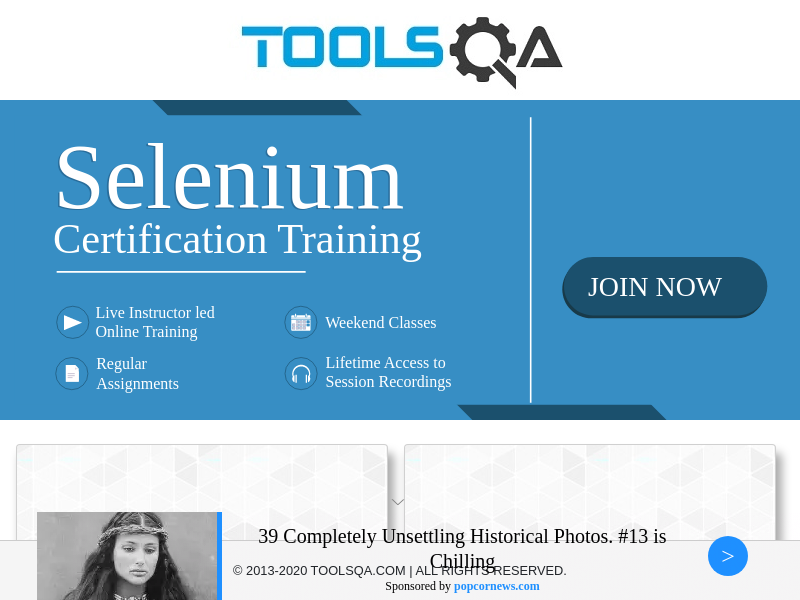 TOOLSQA
Selenium
Certification Training
JOIN NOW
Live Instructor led
Online Training
Weekend Classes
Regular
Assignments
Lifetime Access to
Session Recordings
39 Completely Unsettling Historical Photos. #13 is
Chilling
>
© 2013-2020 TOOLSQA.COM | ALL RIGHTS RESERVED.
Sponsored by popcornews.com